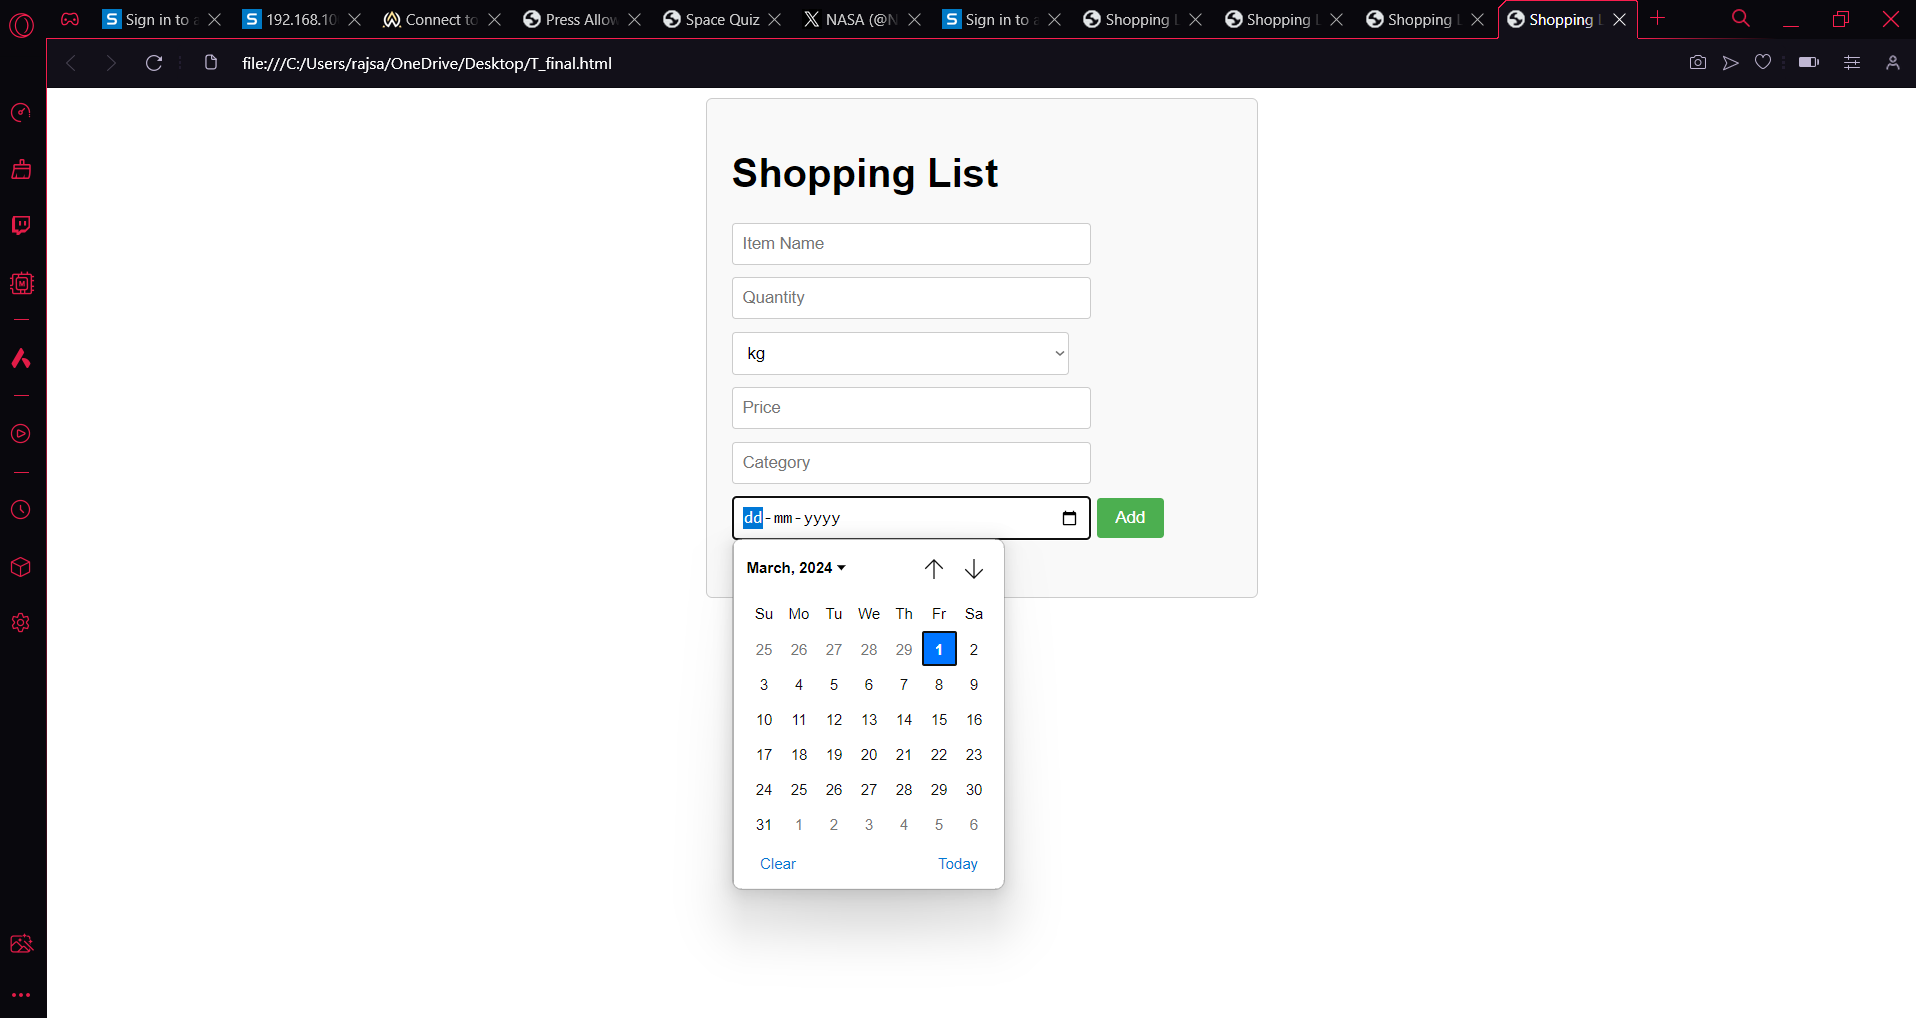 Sign in to a
192.168.10
Connect to
Press Allow
Space Quiz
NASA (@N
Sign in to a
Shopping L
Shopping L
Shopping L
Shopping L
file:///C:/Users/rajsa/OneDrive/Desktop/T_final.html
Shopping List
Item Name
Quantity
kg
Price
Category
dd-mm-yyyy
Add
March, 2024
Su Mo Tu We Th Fr Sa
25 26 27 28 29 1 2
3 4 5 6 7 8 9
10 11 12 13 14 15 16
17 18 19 20 21 22 23
24 25 26 27 28 29 30
31 1 2 3 4 5 6
Clear Today